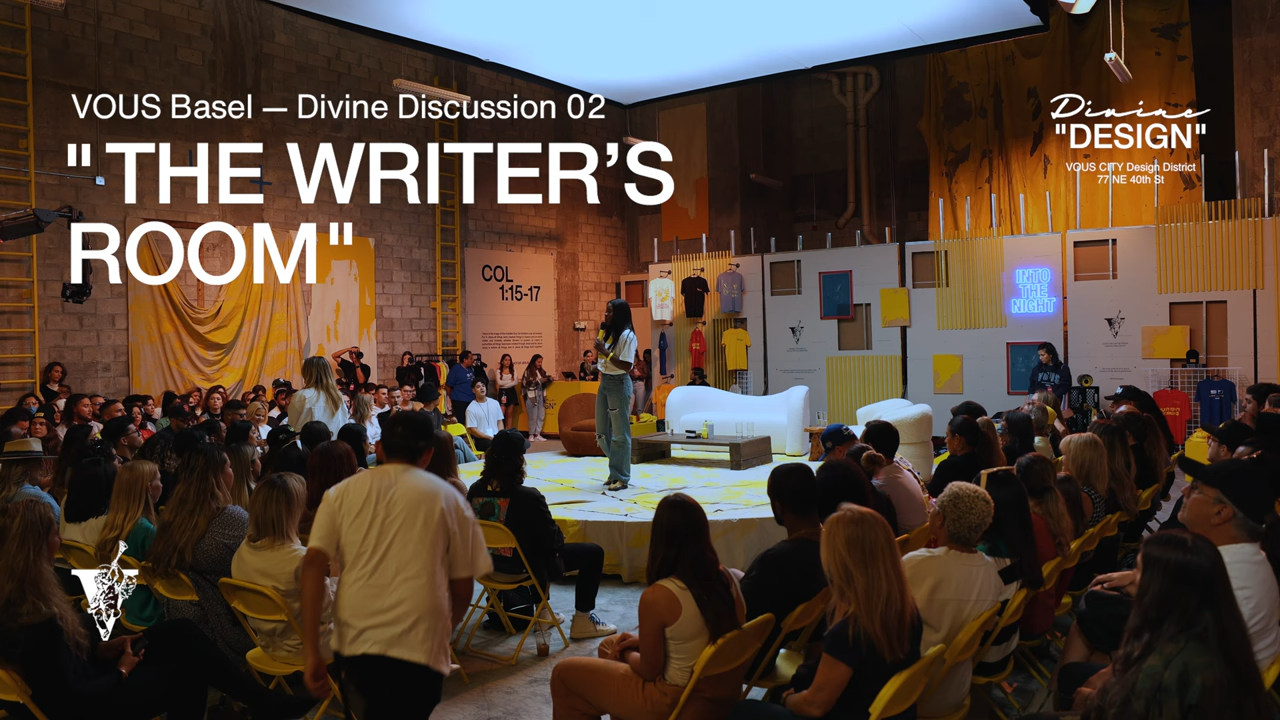 VOUS Basel — Divine Discussion 02
"THE WRITER'S
ROOM"
Divine
"DESIGN"
VOUS CITY Design District
77 NE 40th St
COL
1:15-17
INTO
THE
NIGHT